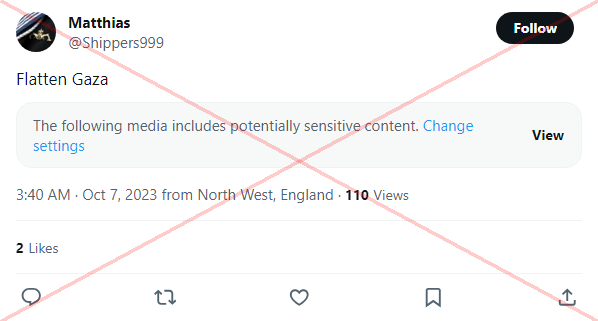 Matthias
@Shippers999
Follow
Flatten Gaza
The following media includes potentially sensitive content. Change
settings
View
3:40 AM · Oct 7, 2023 from North West, England · 110 Views
2 Likes